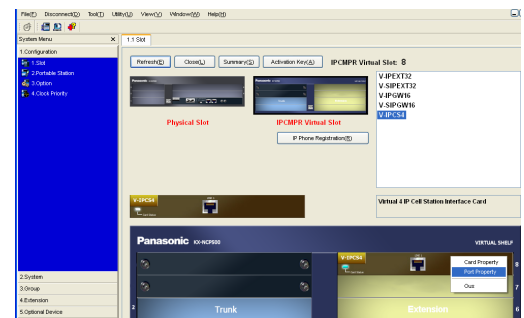 File(F) Disconnect(D) Tool(T) Utility(U) View(V) Window(W) Help(H)
System Menu X
1.1 Slot
1.Configuration
1.Slot
2.Portable Station
3.Option
4.Clock Priority
Refresh(E) Close(L) Summary(S) Activation Key(A) IPCMPR Virtual Slot: 8
V-IPEXT32
V-SIPEXT32
V-IPGW16
V-SIPGW16
V-IPCS4
Physical Slot
IPCMPR Virtual Slot
IP Phone Registration(R)
V-IPCS4
Virtual 4 IP Cell Station Interface Card
Panasonic KX-NCP500
VIRTUAL SHELF
V-IPCS4
Card Property
Port Property
Ous
8
7
2 Trunk
Extension 6
2.System
3.Group
4.Extension
5.Optional Device